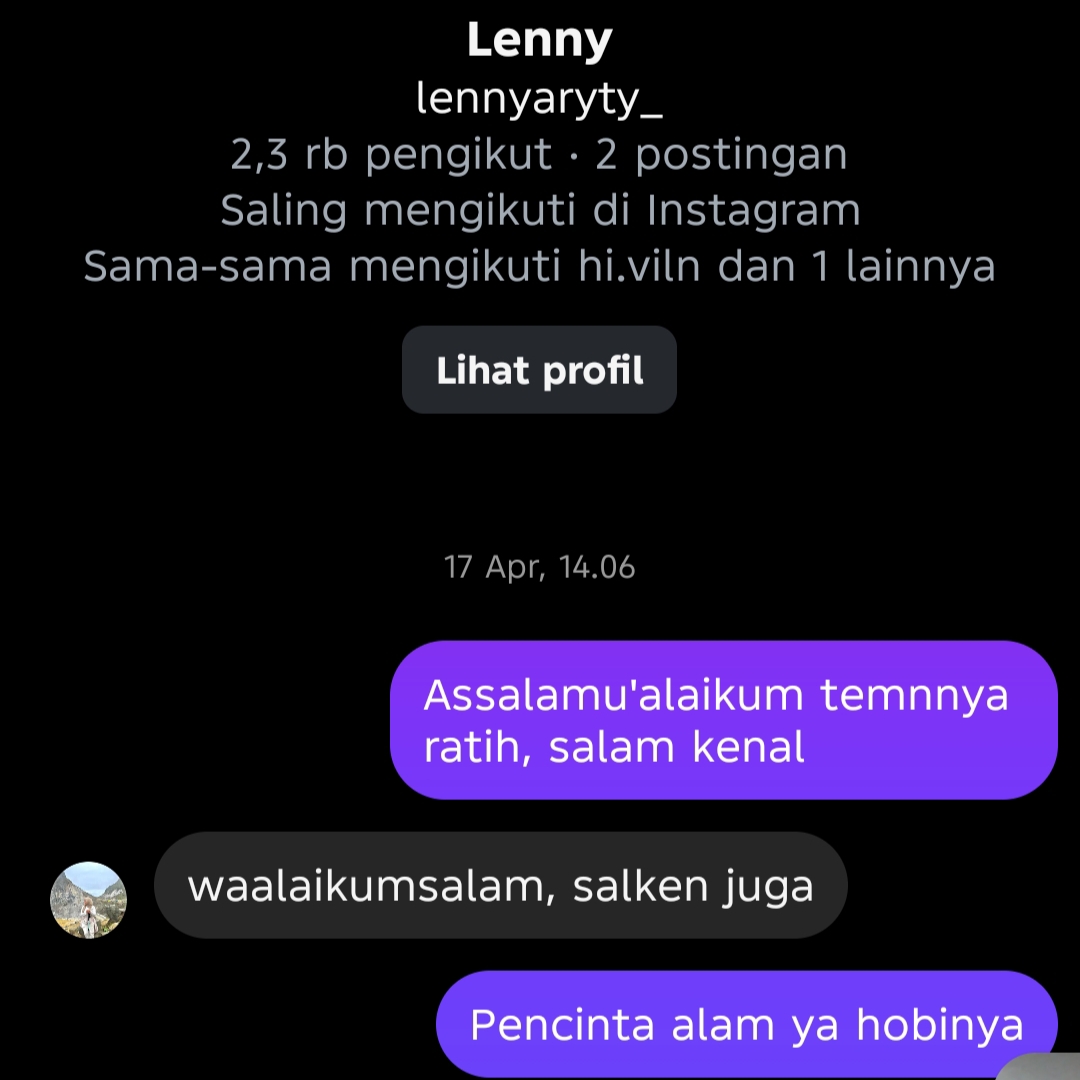 Lenny
lennyaryty_
2,3 rb pengikut · 2 postingan
Saling mengikuti di Instagram
Sama-sama mengikuti hi.viln dan 1 lainnya
Lihat profil
17 Apr, 14.06
Assalamu'alaikum temnnya
ratih, salam kenal
waalaikumsalam, salken juga
Pencinta alam ya hobinya